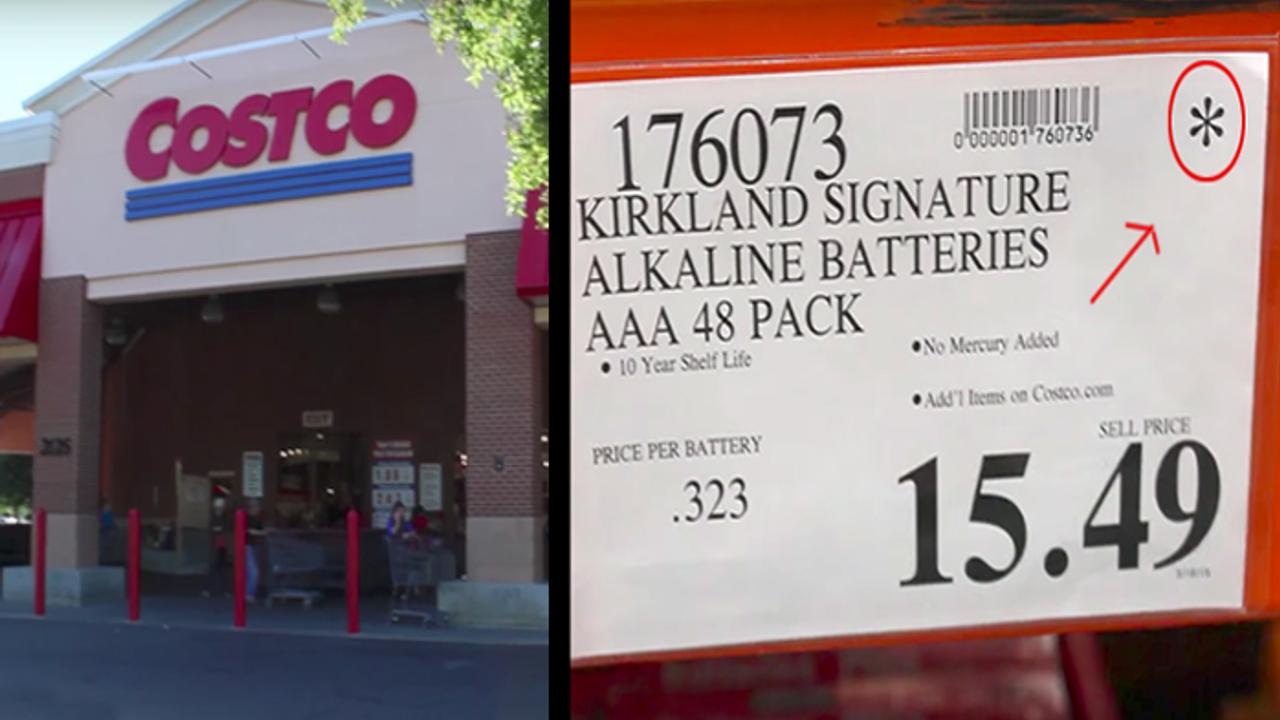 COSTCO
EXIT
176073
0 000001 760736
*
KIRKLAND SIGNATURE
ALKALINE BATTERIES
AAA 48 PACK
• 10 Year Shelf Life
• No Mercury Added
• Add'l Items on Costco.com
PRICE PER BATTERY
.323
SELL PRICE
15.49